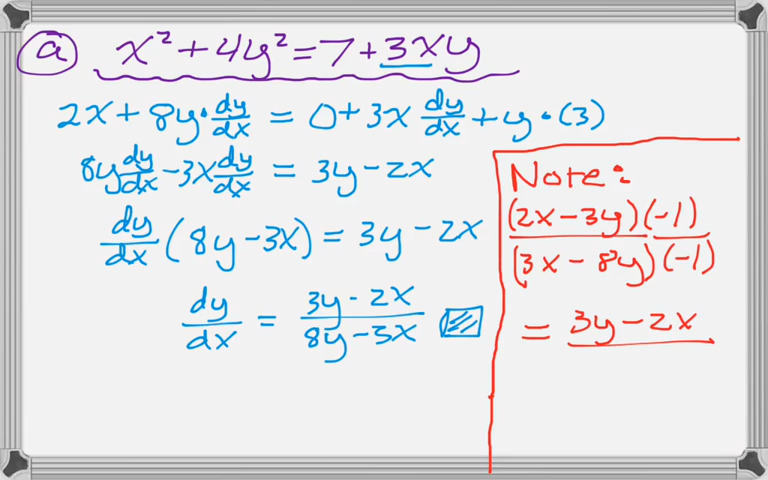 a x² + 4y² = 7 + 3xy
2x + 8y · dy/dx = 0 + 3x dy/dx + y · (3)
8y dy/dx - 3x dy/dx = 3y - 2x
dy/dx (8y - 3x) = 3y - 2x
dy/dx = (3y - 2x)/(8y - 3x)
Note:
(2x - 3y)(-1)
(3x - 8y)(-1)
= 3y - 2x